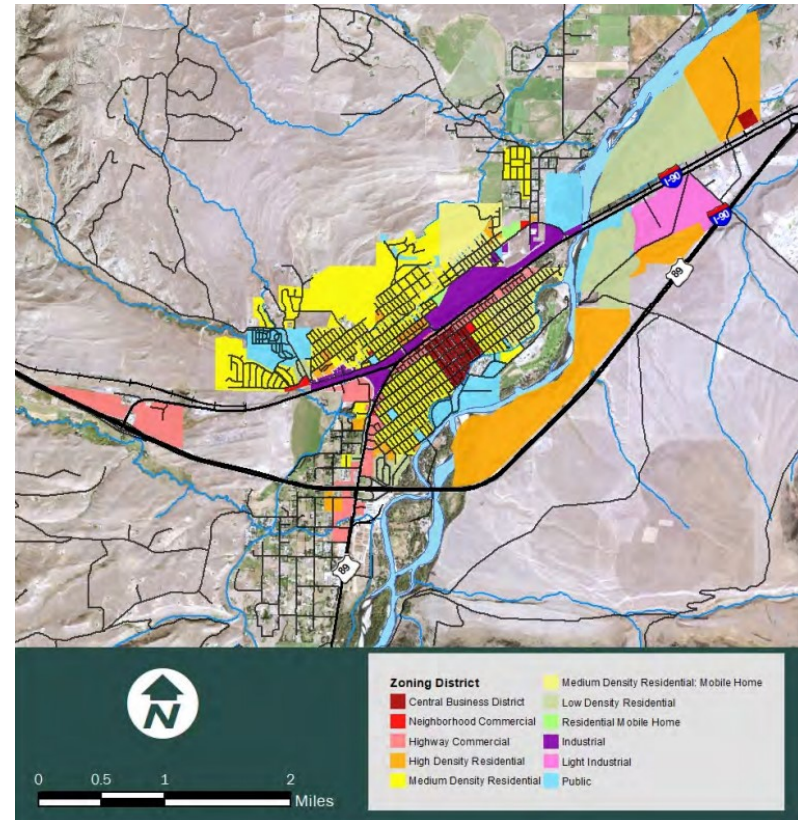 I-90
I-90
89
89
N
0 0.5 1 2
Miles
Zoning District
Central Business District
Neighborhood Commercial
Highway Commercial
High Density Residential
Medium Density Residential
Medium Density Residential: Mobile Home
Low Density Residential
Residential Mobile Home
Industrial
Light Industrial
Public